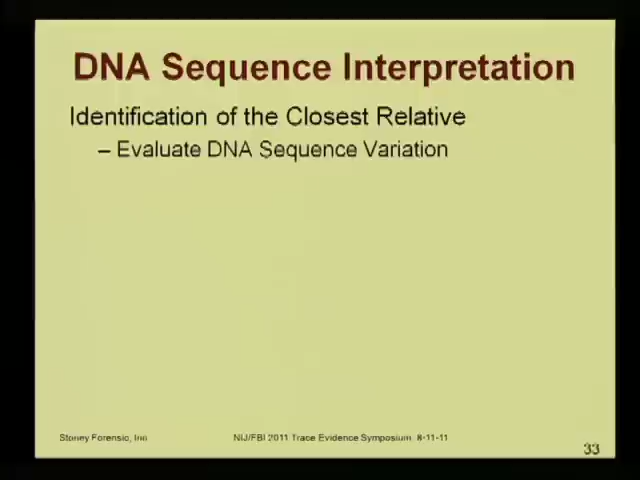 DNA Sequence Interpretation
Identification of the Closest Relative
– Evaluate DNA Sequence Variation
Stoney Forensic, Inc
NIJ/FBI 2011 Trace Evidence Symposium 8-11-11
33